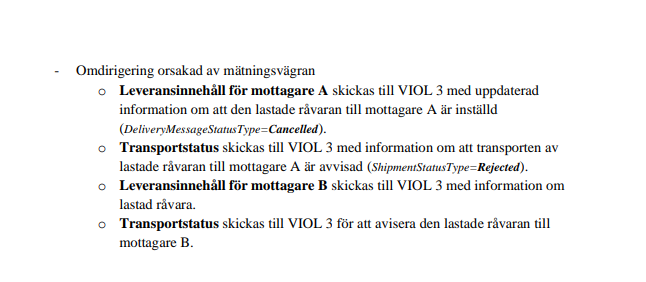 - Omdirigering orsakad av mätningsvägran
o Leveransinnehåll för mottagare A skickas till VIOL 3 med uppdaterad
information om att den lastade råvaran till mottagare A är inställd
(DeliveryMessageStatusType=Cancelled).
o Transportstatus skickas till VIOL 3 med information om att transporten av
lastade råvaran till mottagare A är avvisad (ShipmentStatusType=Rejected).
o Leveransinnehåll för mottagare B skickas till VIOL 3 med information om
lastad råvara.
o Transportstatus skickas till VIOL 3 för att avisera den lastade råvaran till
mottagare B.